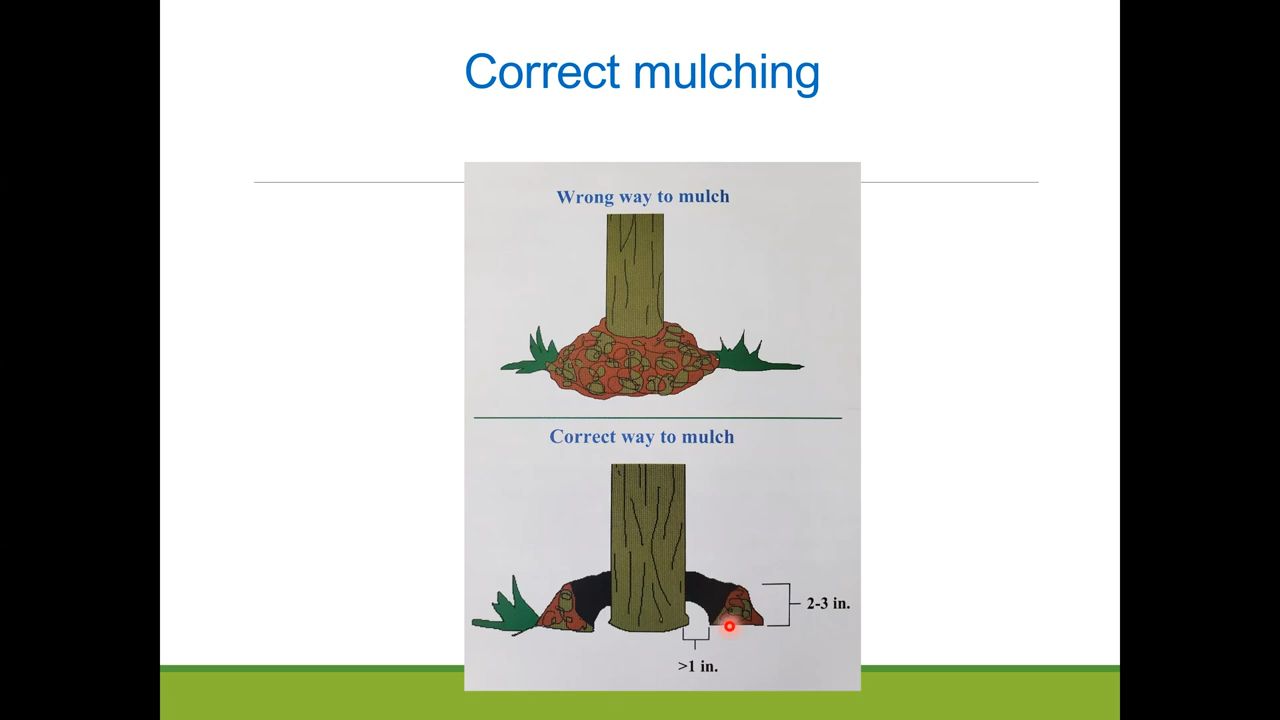 Correct mulching
Wrong way to mulch
Correct way to mulch
2-3 in.
>1 in.